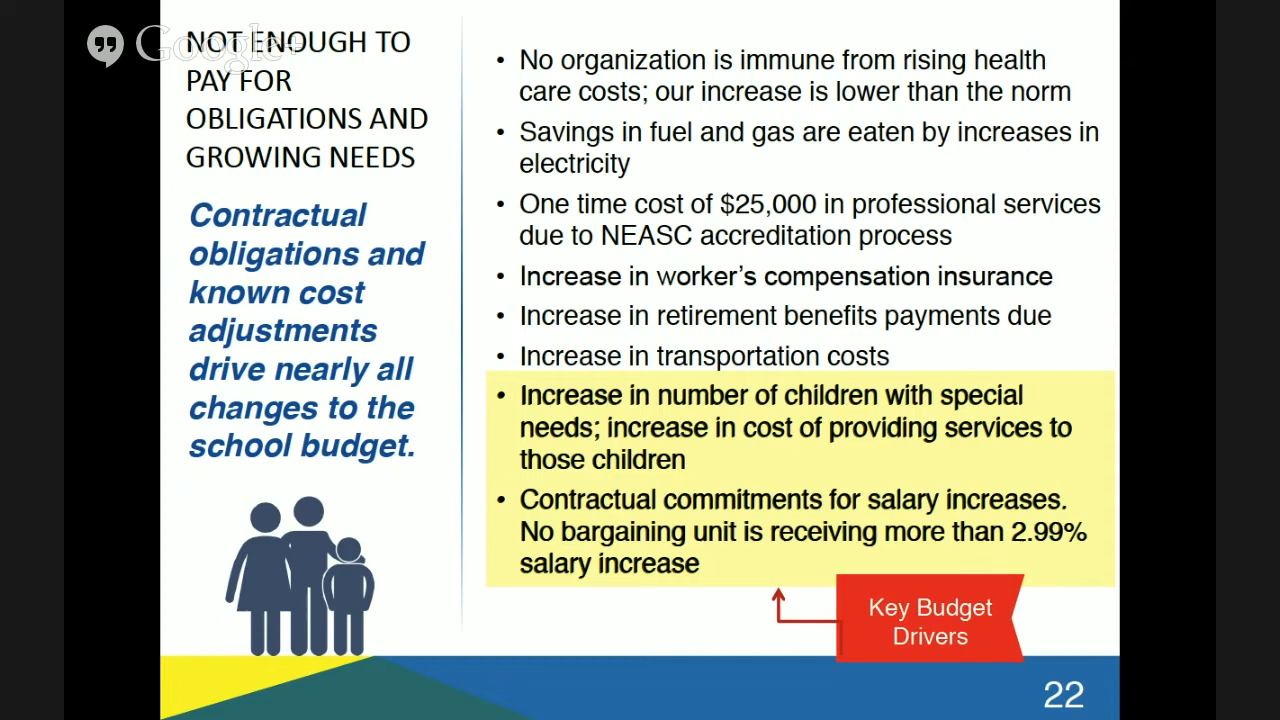 Google+
NOT ENOUGH TO
PAY FOR
OBLIGATIONS AND
GROWING NEEDS
Contractual
obligations and
known cost
adjustments
drive nearly all
changes to the
school budget.
• No organization is immune from rising health
care costs; our increase is lower than the norm
• Savings in fuel and gas are eaten by increases in
electricity
• One time cost of $25,000 in professional services
due to NEASC accreditation process
• Increase in worker’s compensation insurance
• Increase in retirement benefits payments due
• Increase in transportation costs
• Increase in number of children with special
needs; increase in cost of providing services to
those children
• Contractual commitments for salary increases.
No bargaining unit is receiving more than 2.99%
salary increase
Key Budget
Drivers
22